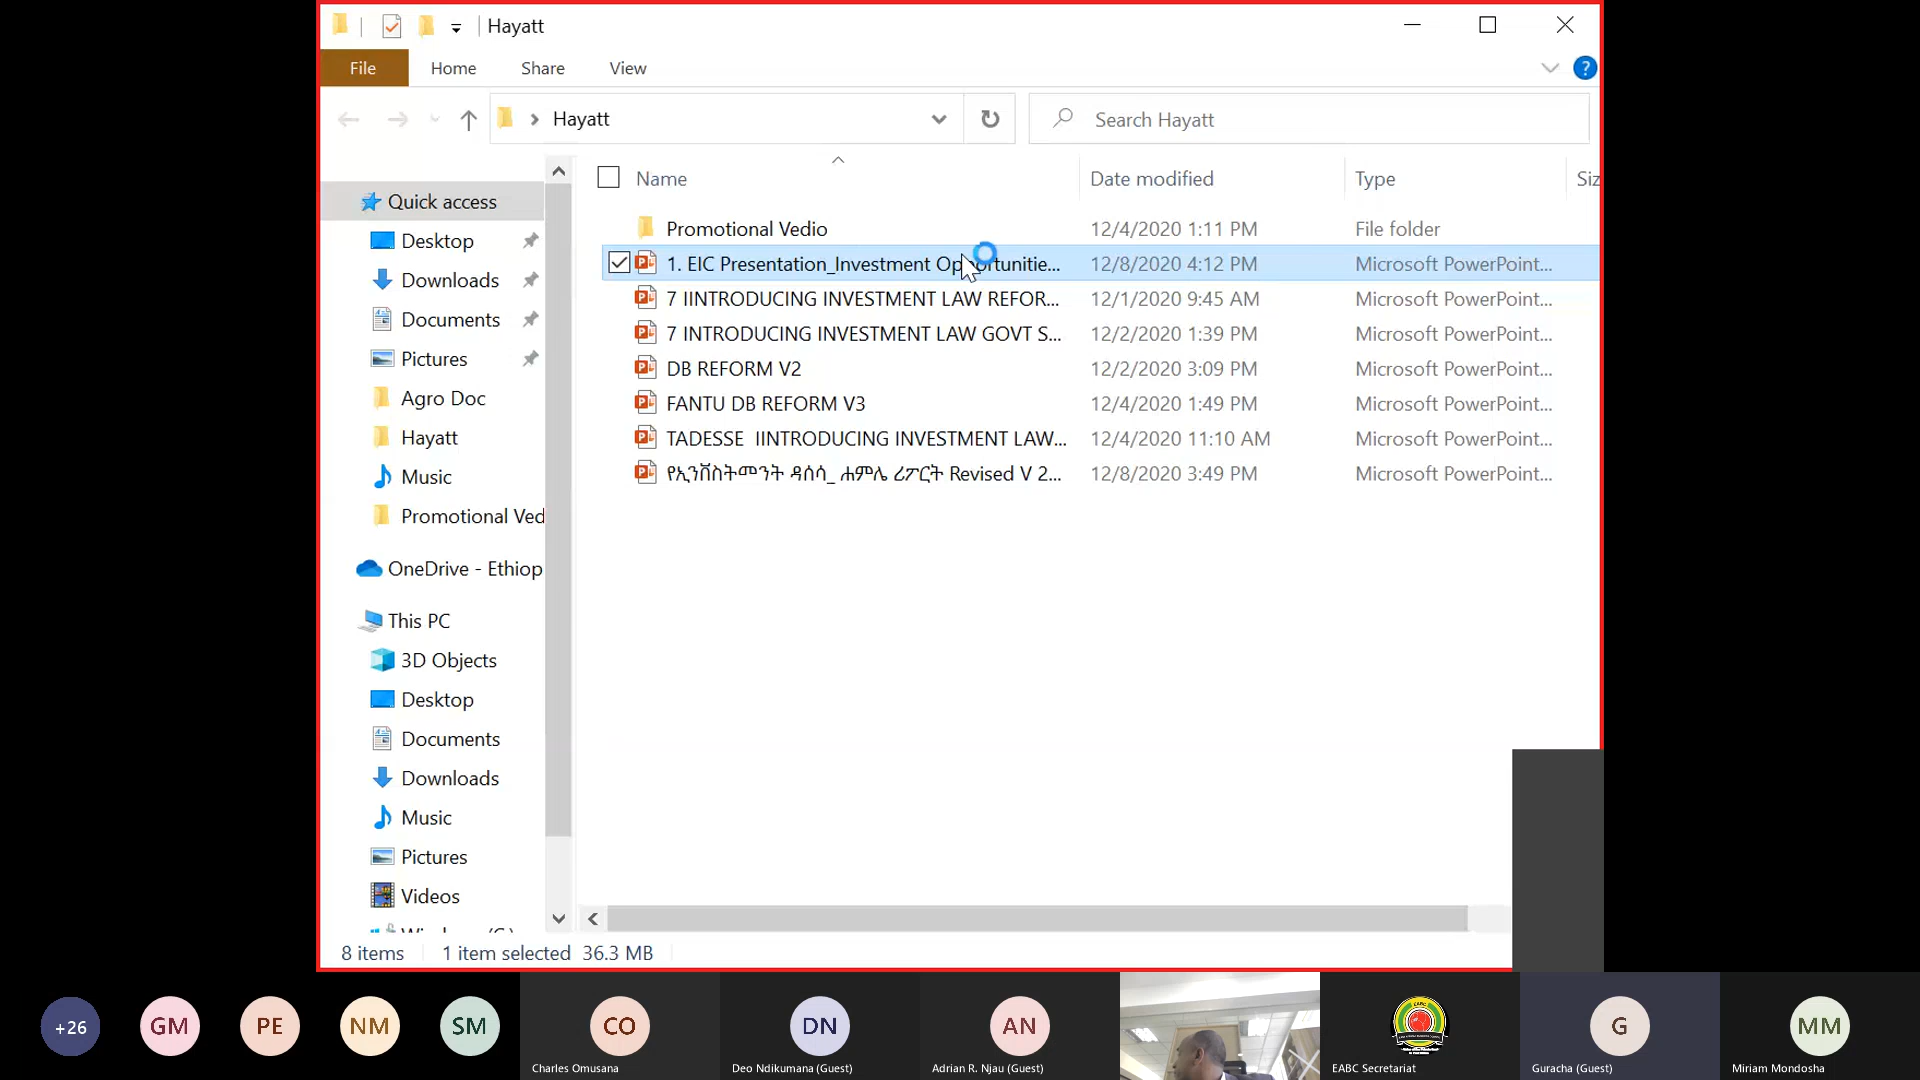 Hayatt
File Home Share View ?
Hayatt Search Hayatt
Name Date modified Type Siz
Quick access
Desktop
Downloads
Documents
Pictures
Agro Doc
Hayatt
Music
Promotional Ved
OneDrive - Ethiop
This PC
3D Objects
Desktop
Documents
Downloads
Music
Pictures
Videos
Promotional Vedio 12/4/2020 1:11 PM File folder
1. EIC Presentation_Investment Opportunitie... 12/8/2020 4:12 PM Microsoft PowerPoint...
7 IINTRODUCING INVESTMENT LAW REFOR... 12/1/2020 9:45 AM Microsoft PowerPoint...
7 INTRODUCING INVESTMENT LAW GOVT S... 12/2/2020 1:39 PM Microsoft PowerPoint...
DB REFORM V2 12/2/2020 3:09 PM Microsoft PowerPoint...
FANTU DB REFORM V3 12/4/2020 1:49 PM Microsoft PowerPoint...
TADESSE IINTRODUCING INVESTMENT LAW... 12/4/2020 11:10 AM Microsoft PowerPoint...
የኢንቨስትመንት ዳሰሳ_ ሐምሌ ሪፖርት Revised V 2... 12/8/2020 3:49 PM Microsoft PowerPoint...
8 items 1 item selected 36.3 MB
+26 GM PE NM SM CO DN AN EABC G MM
Charles Omusana Deo Ndikumana (Guest) Adrian R. Njau (Guest) EABC Secretariat Guracha (Guest) Miriam Mondosha